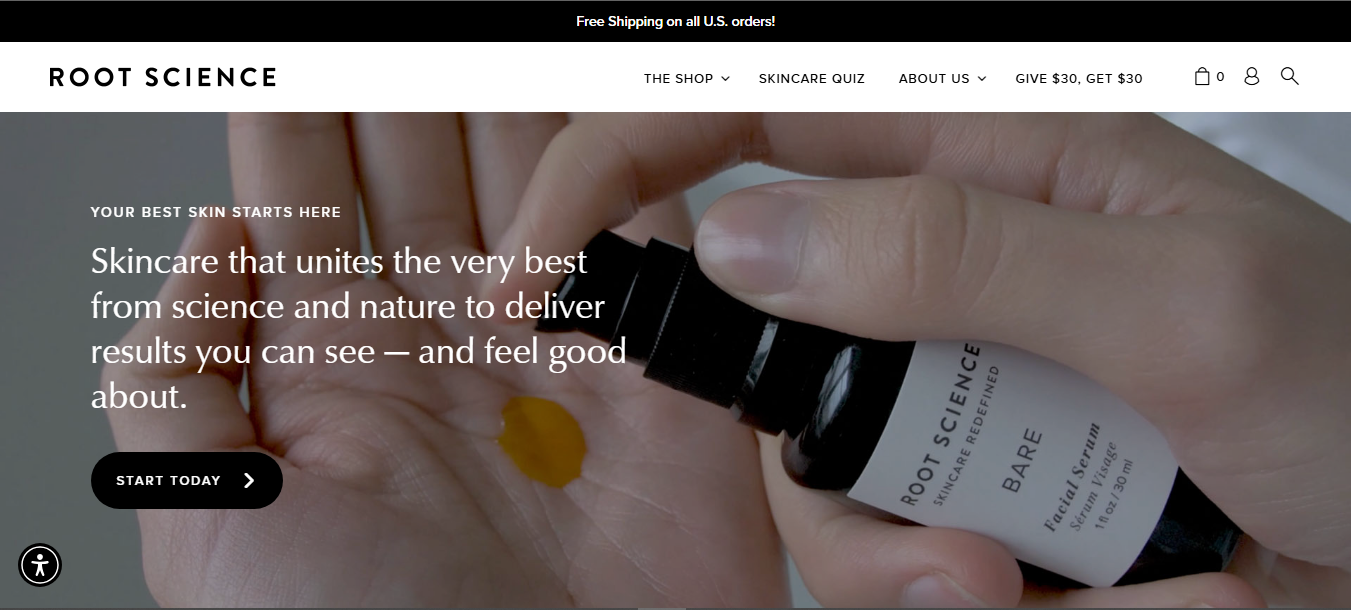 Free Shipping on all U.S. orders!
ROOT SCIENCE
THE SHOP
SKINCARE QUIZ
ABOUT US
GIVE $30, GET $30
0
YOUR BEST SKIN STARTS HERE
Skincare that unites the very best
from science and nature to deliver
results you can see — and feel good
about.
START TODAY
ROOT SCIENCE
SKINCARE REDEFINED
BARE
Facial Serum
Sérum Visage
1 fl oz / 30 ml